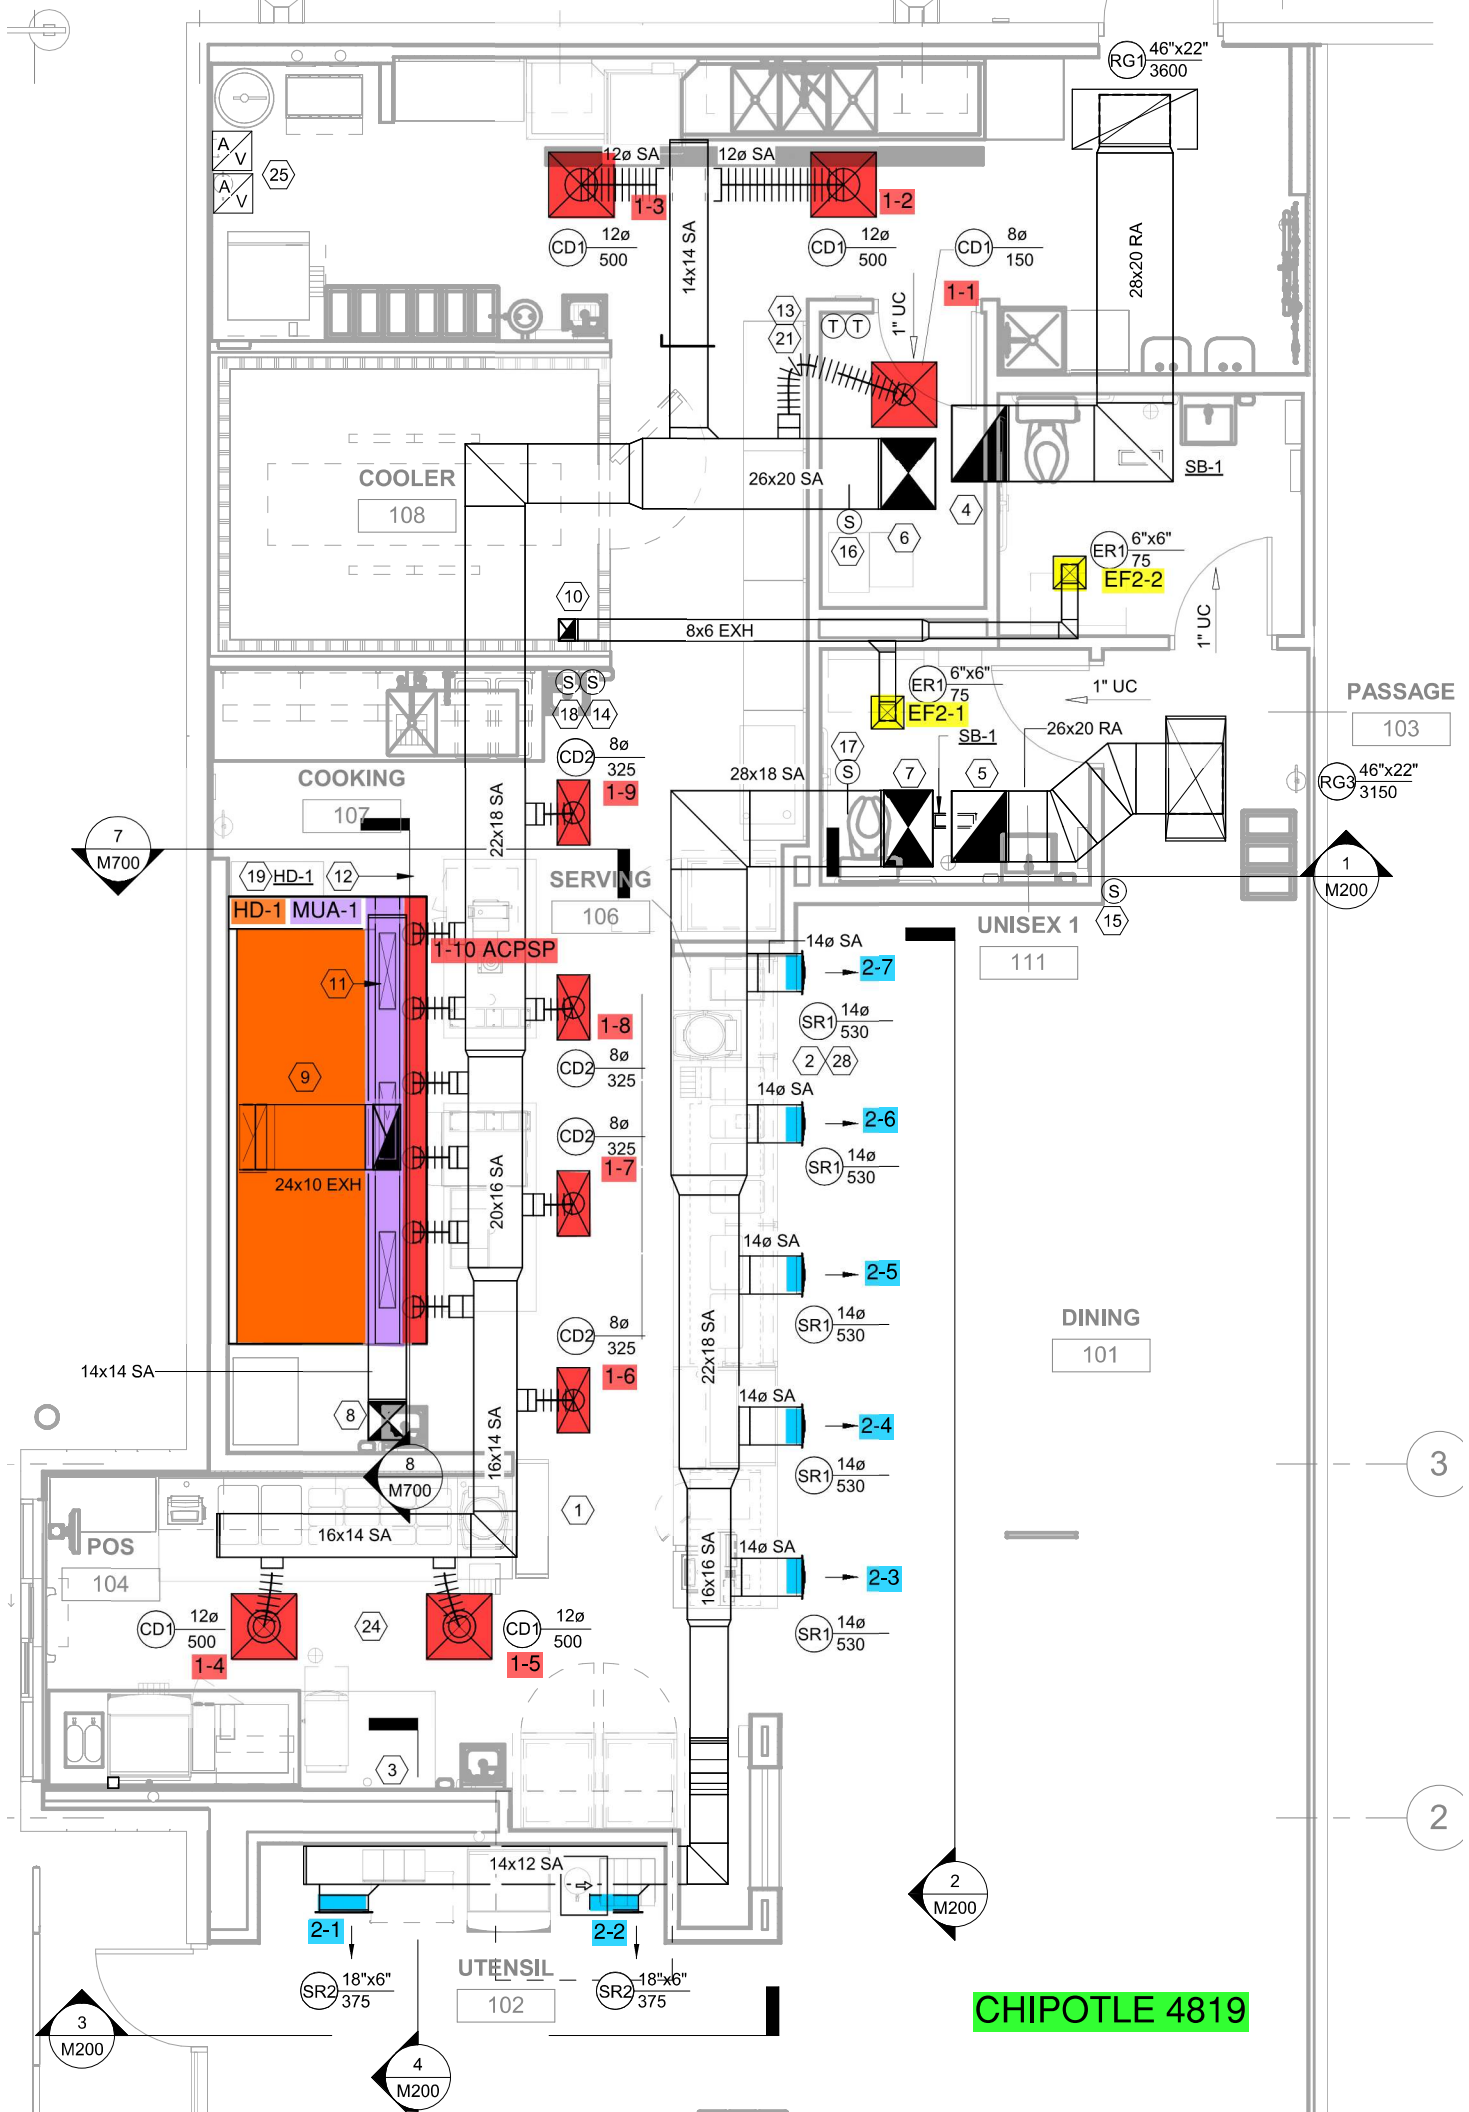 RG1 46"x22"
3600
A
V
A
V
25
12ø SA
12ø SA
1-3
1-2
CD1 12ø
500
CD1 12ø
500
CD1 8ø
150
1-1
14x14 SA
28x20 RA
13
21
T T
1" UC
COOLER
108
26x20 SA
S
16
6
4
SB-1
ER1 6"x6"
75
EF2-2
10
8x6 EXH
1" UC
S S
18 14
ER1 6"x6"
75
EF2-1
1" UC
SB-1
26x20 RA
PASSAGE
103
CD2 8ø
325
1-9
COOKING
107
22x18 SA
28x18 SA
17
S
7
5
RG3 46"x22"
3150
7
M700
19 HD-1 12
SERVING
106
1
M200
S
15
HD-1 MUA-1
1-10 ACPSP
UNISEX 1
111
14ø SA
2-7
11
1-8
SR1 14ø
530
2 28
9
CD2 8ø
325
14ø SA
2-6
CD2 8ø
325
1-7
SR1 14ø
530
24x10 EXH
20x16 SA
14ø SA
2-5
DINING
101
CD2 8ø
325
1-6
SR1 14ø
530
22x18 SA
14x14 SA
14ø SA
2-4
8
16x14 SA
8
M700
SR1 14ø
530
3
1
16x14 SA
POS
104
16x16 SA
14ø SA
2-3
CD1 12ø
500
1-4
24
CD1 12ø
500
1-5
SR1 14ø
530
3
2
14x12 SA
2
M200
2-1
2-2
UTENSIL
102
SR2 18"x6"
375
SR2 18"x6"
375
CHIPOTLE 4819
3
M200
4
M200